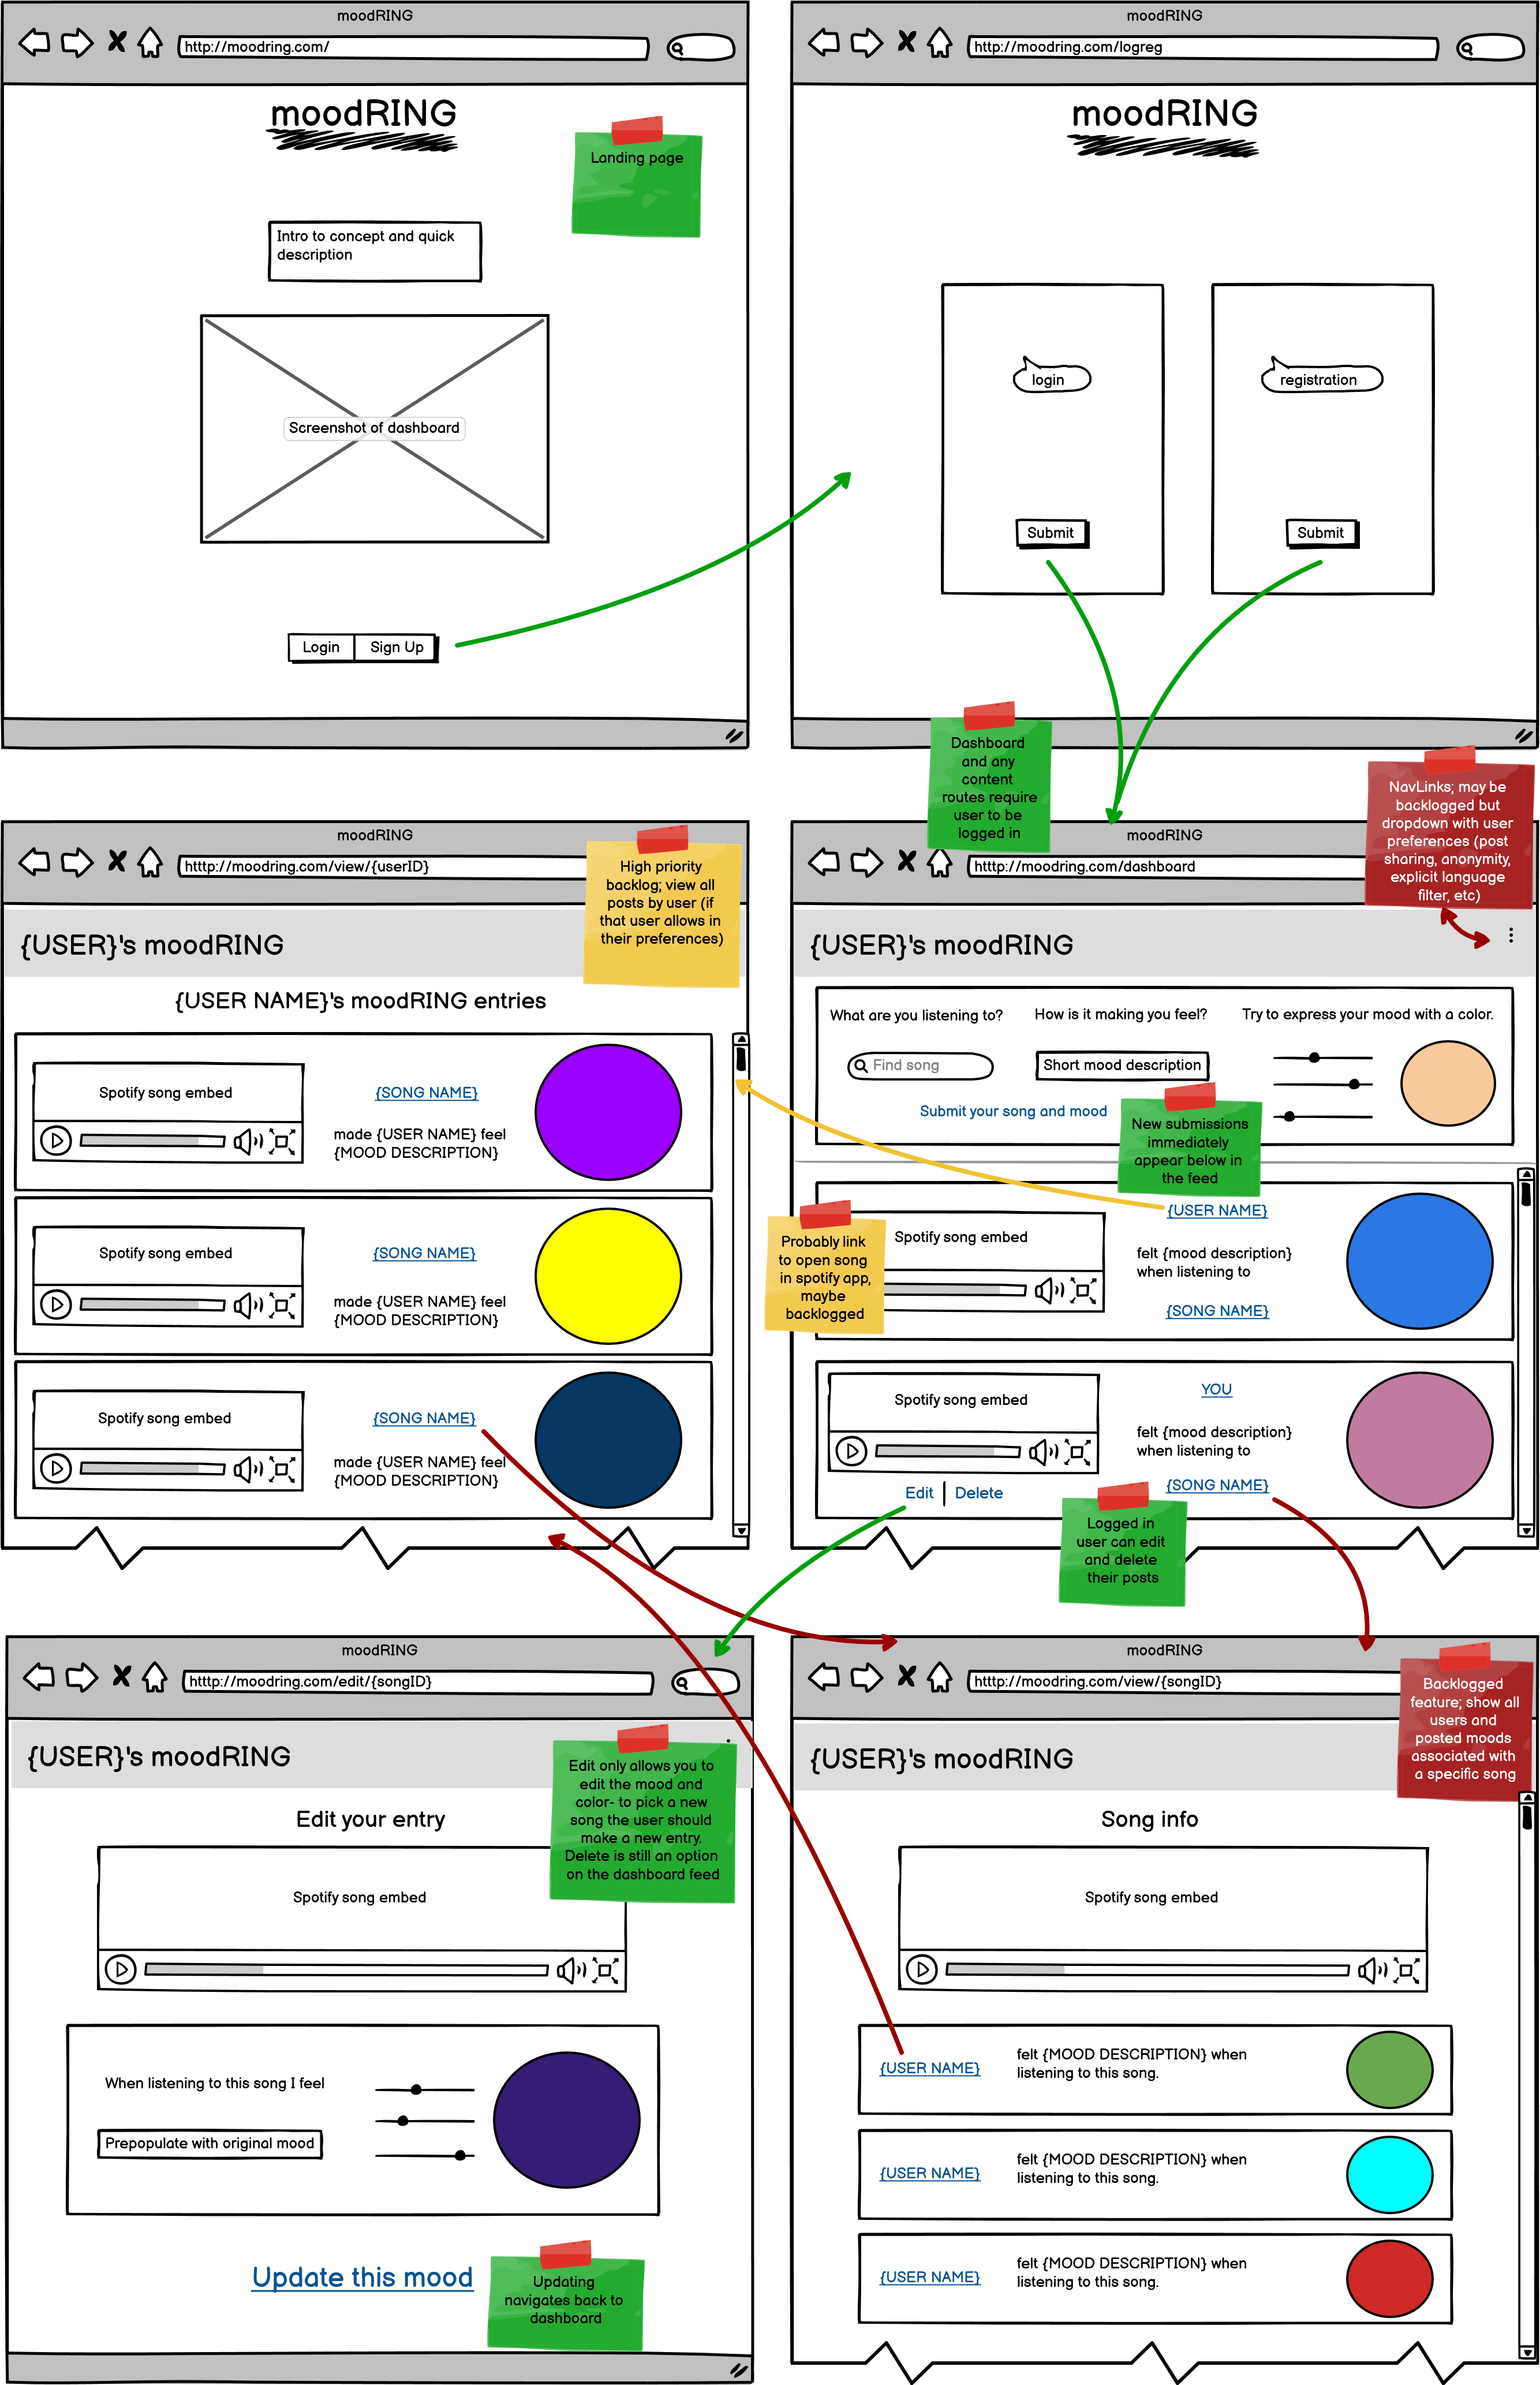 moodRING
http://moodring.com/
moodRING
Landing page
Intro to concept and quick
description
Screenshot of dashboard
Login
Sign Up
moodRING
http://moodring.com/logreg
moodRING
login
registration
Submit
Submit
Dashboard
and any
content
routes require
user to be
logged in
NavLinks; may be
backlogged but
dropdown with user
preferences (post
sharing, anonymity,
explicit language
filter, etc)
moodRING
htttp://moodring.com/view/{userID}
High priority
backlog; view all
posts by user (if
that user allows in
their preferences)
{USER}'s moodRING
{USER NAME}'s moodRING entries
Spotify song embed
{SONG NAME}
made {USER NAME} feel
{MOOD DESCRIPTION}
Spotify song embed
{SONG NAME}
made {USER NAME} feel
{MOOD DESCRIPTION}
Spotify song embed
{SONG NAME}
made {USER NAME} feel
{MOOD DESCRIPTION}
moodRING
htttp://moodring.com/dashboard
{USER}'s moodRING
What are you listening to?
How is it making you feel?
Try to express your mood with a color.
Find song
Short mood description
Submit your song and mood
New submissions
immediately
appear below in
the feed
Probably link
to open song
in spotify app,
maybe
backlogged
Spotify song embed
{USER NAME}
felt {mood description}
when listening to
{SONG NAME}
Spotify song embed
YOU
felt {mood description}
when listening to
{SONG NAME}
Edit
Delete
Logged in
user can edit
and delete
their posts
moodRING
htttp://moodring.com/edit/{songID}
{USER}'s moodRING
Edit only allows you to
edit the mood and
color- to pick a new
song the user should
make a new entry.
Delete is still an option
on the dashboard feed
Edit your entry
Spotify song embed
When listening to this song I feel
Prepopulate with original mood
Update this mood
Updating
navigates back to
dashboard
moodRING
htttp://moodring.com/view/{songID}
Backlogged
feature; show all
users and
posted moods
associated with
a specific song
{USER}'s moodRING
Song info
Spotify song embed
{USER NAME}
felt {MOOD DESCRIPTION} when
listening to this song.
{USER NAME}
felt {MOOD DESCRIPTION} when
listening to this song.
{USER NAME}
felt {MOOD DESCRIPTION} when
listening to this song.